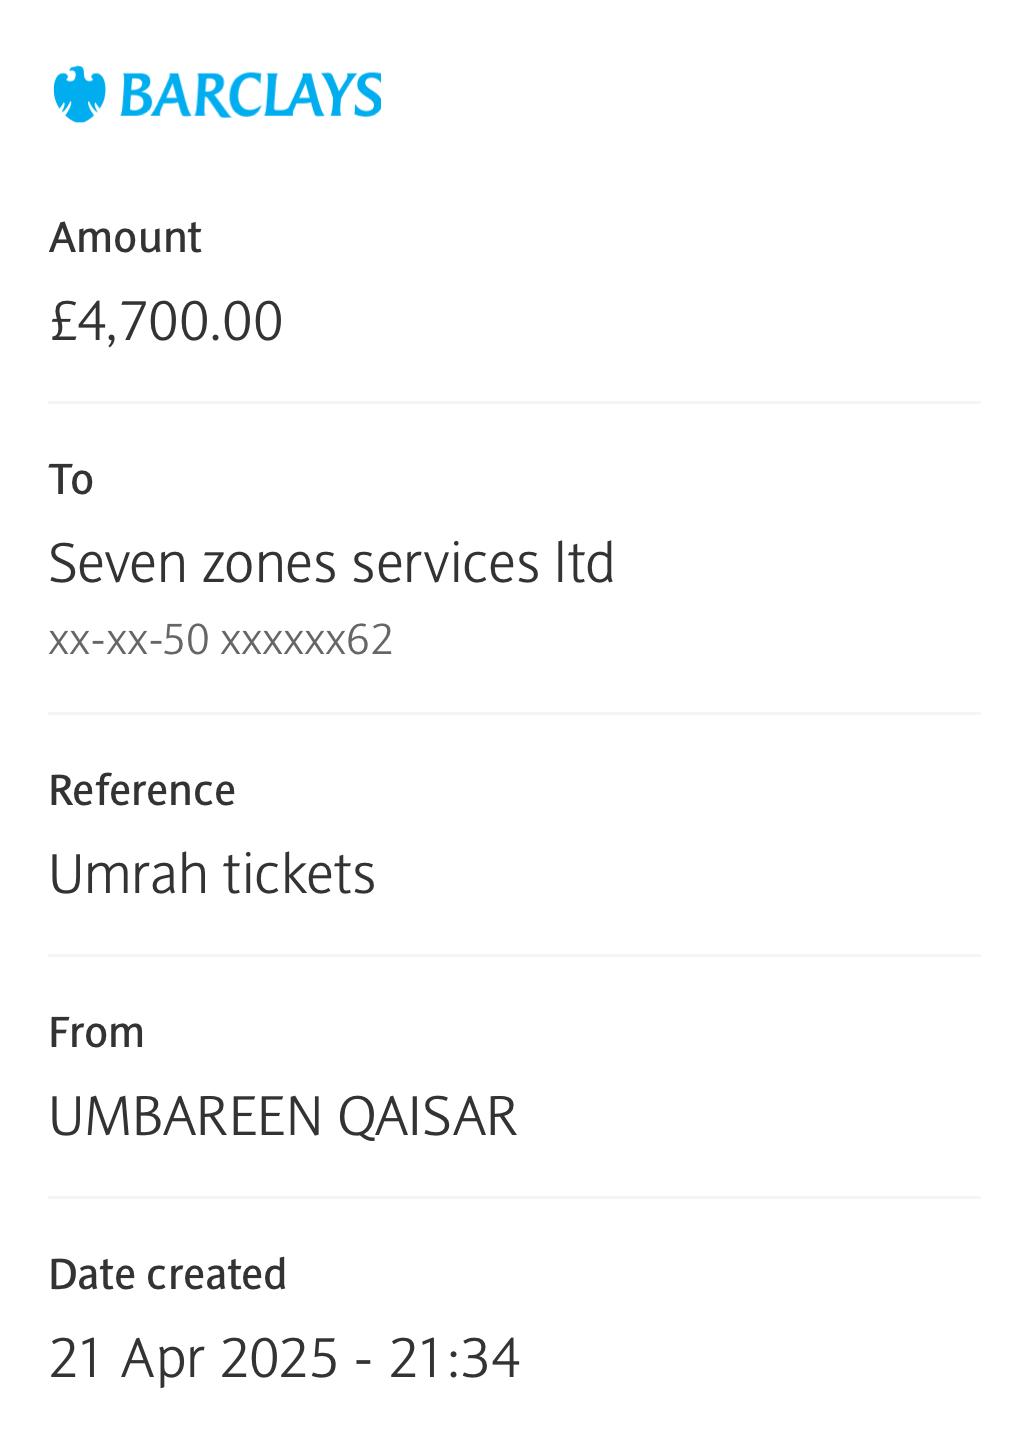 BARCLAYS
Amount
£4,700.00
To
Seven zones services ltd
xx-xx-50 xxxxxx62
Reference
Umrah tickets
From
UMBAREEN QAISAR
Date created
21 Apr 2025 - 21:34